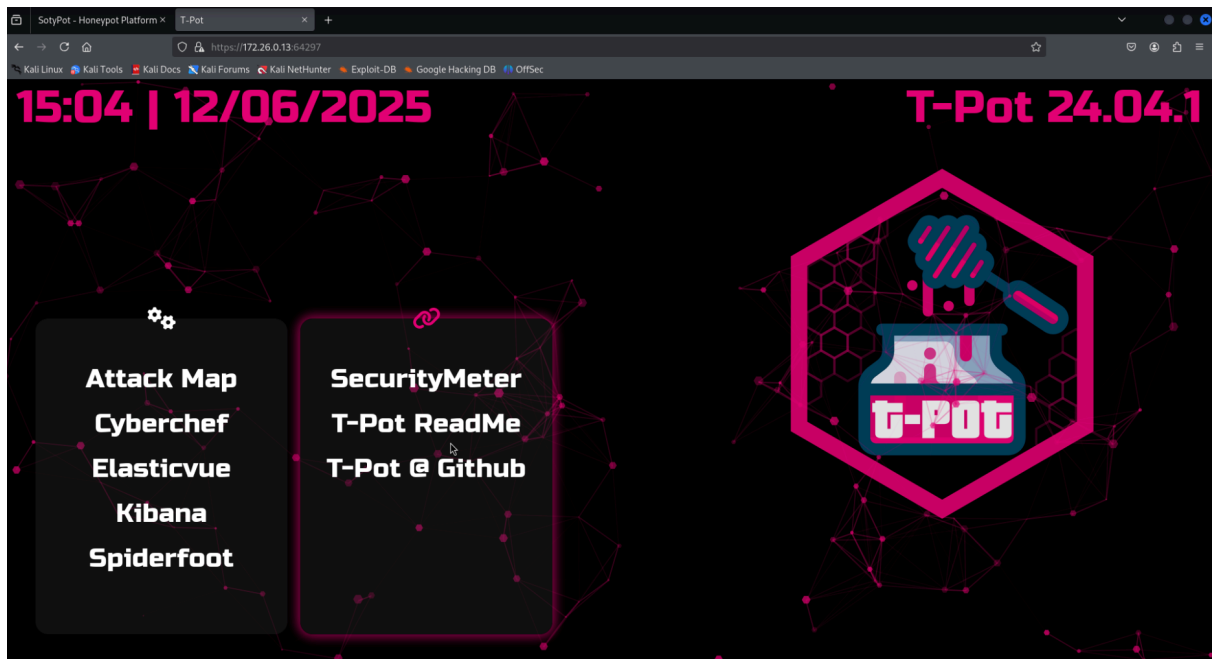 SotyPot - Honeypot Platform
T-Pot
https://172.26.0.13:64297
Kali Linux Kali Tools Kali Docs Kali Forums Kali NetHunter Exploit-DB Google Hacking DB OffSec
15:04 | 12/06/2025
T-Pot 24.04.1
Attack Map
Cyberchef
Elasticvue
Kibana
Spiderfoot
SecurityMeter
T-Pot ReadMe
T-Pot @ Github
t-POt